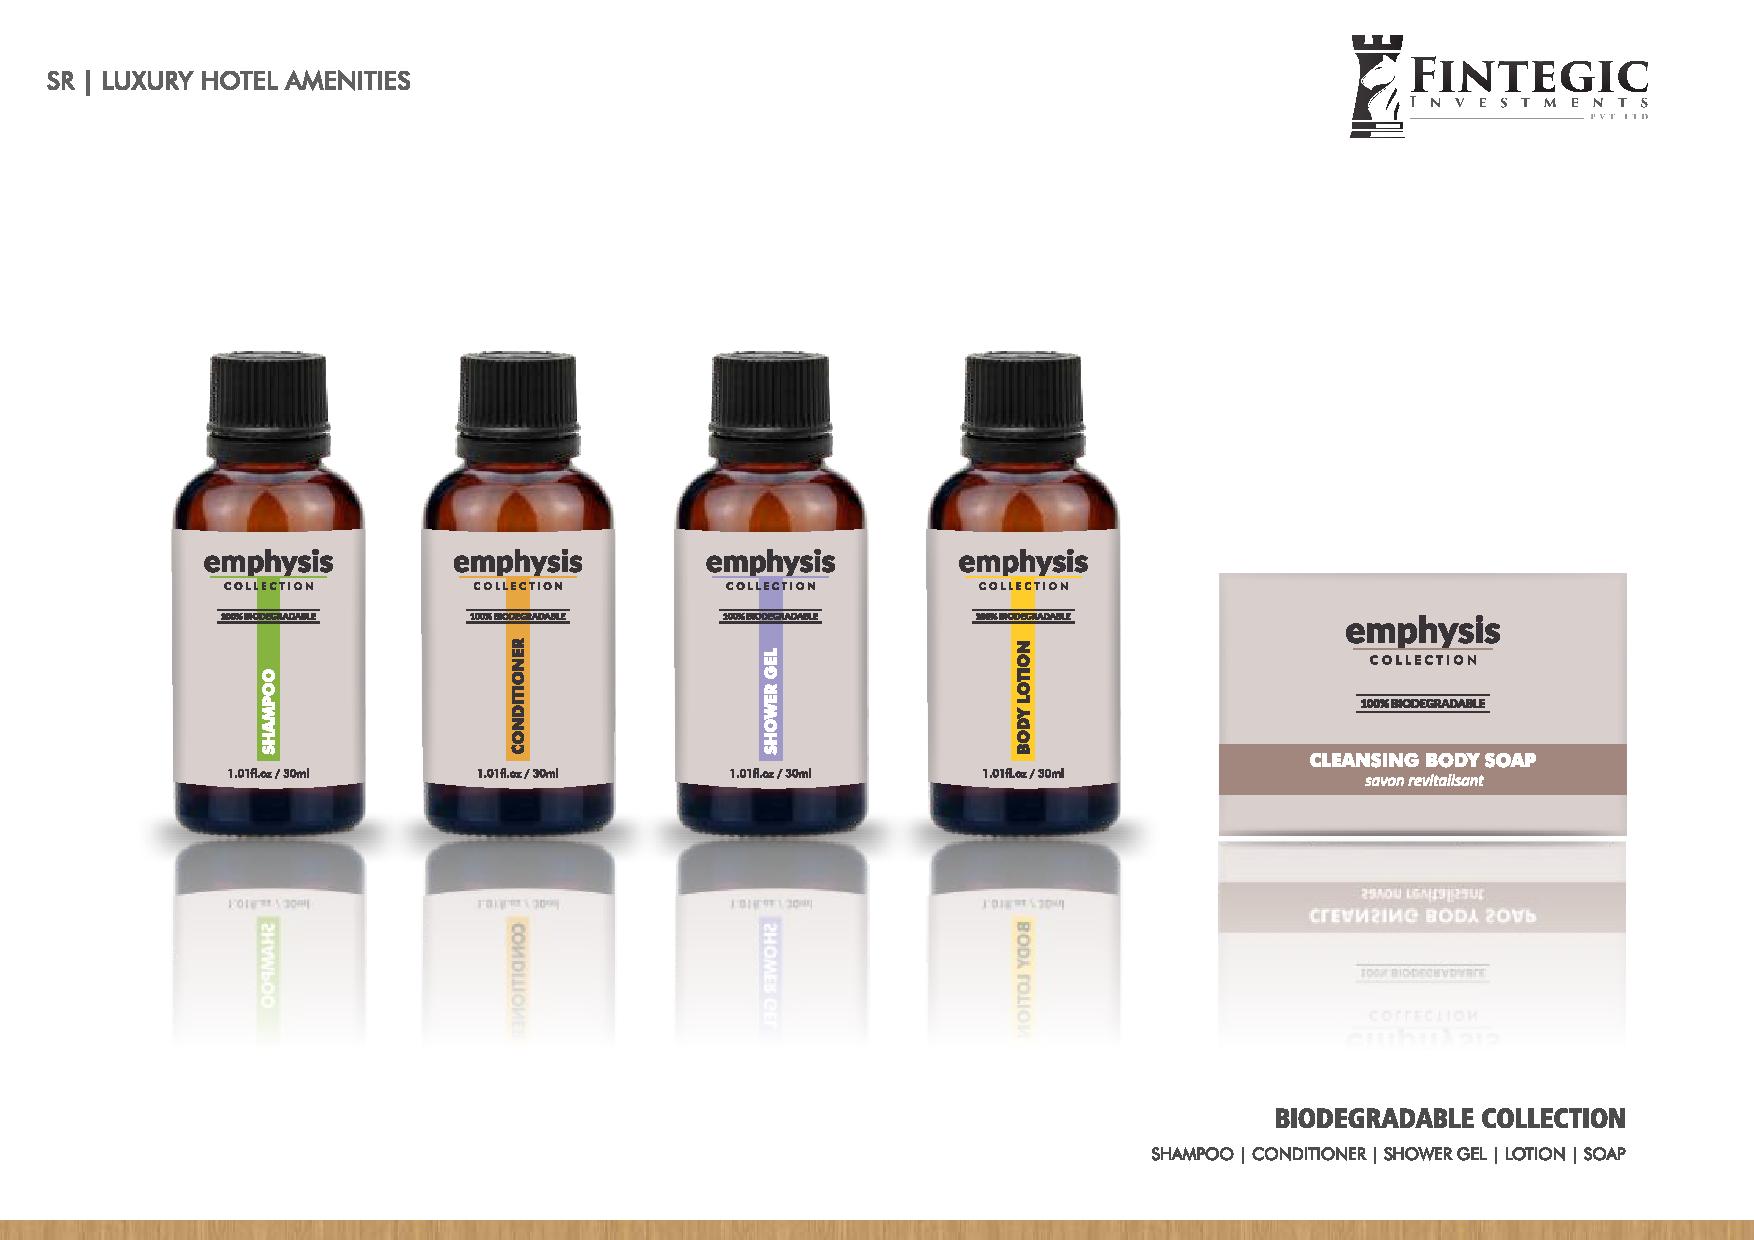 SR | LUXURY HOTEL AMENITIES
FINTEGIC
INVESTMENTS
PVT LTD
emphysis
COLLECTION
100% BIODEGRADABLE
SHAMPOO
1.01fl.oz / 30ml
emphysis
COLLECTION
100% BIODEGRADABLE
CONDITIONER
1.01fl.oz / 30ml
emphysis
COLLECTION
100% BIODEGRADABLE
SHOWER GEL
1.01fl.oz / 30ml
emphysis
COLLECTION
100% BIODEGRADABLE
BODY LOTION
1.01fl.oz / 30ml
emphysis
COLLECTION
100% BIODEGRADABLE
CLEANSING BODY SOAP
savon revitalisant
BIODEGRADABLE COLLECTION
SHAMPOO | CONDITIONER | SHOWER GEL | LOTION | SOAP